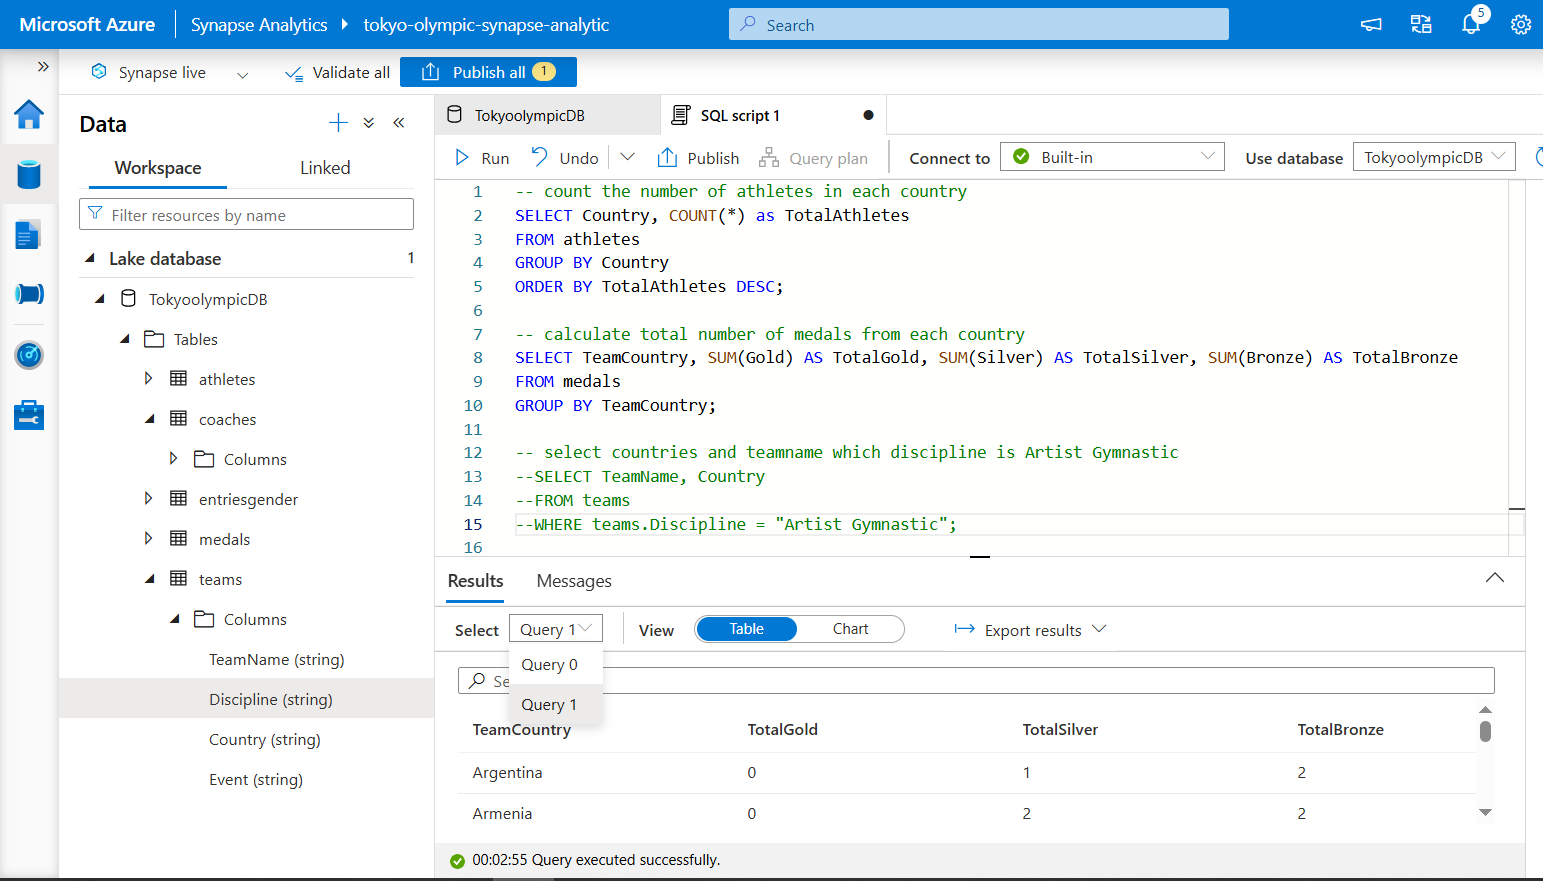 Microsoft Azure Synapse Analytics tokyo-olympic-synapse-analytic Search 5
Synapse live Validate all Publish all 1
Data
Workspace Linked
Filter resources by name
Lake database 1
TokyoolympicDB
Tables
athletes
coaches
Columns
entriesgender
medals
teams
Columns
TeamName (string)
Discipline (string)
Country (string)
Event (string)
TokyoolympicDB SQL script 1
Run Undo Publish Query plan Connect to Built-in Use database TokyoolympicDB
1 -- count the number of athletes in each country
2 SELECT Country, COUNT(*) as TotalAthletes
3 FROM athletes
4 GROUP BY Country
5 ORDER BY TotalAthletes DESC;
6
7 -- calculate total number of medals from each country
8 SELECT TeamCountry, SUM(Gold) AS TotalGold, SUM(Silver) AS TotalSilver, SUM(Bronze) AS TotalBronze
9 FROM medals
10 GROUP BY TeamCountry;
11
12 -- select countries and teamname which discipline is Artist Gymnastic
13 --SELECT TeamName, Country
14 --FROM teams
15 --WHERE teams.Discipline = "Artist Gymnastic";
16
Results Messages
Select Query 1 View Table Chart Export results
Query 0
Query 1
TeamCountry TotalGold TotalSilver TotalBronze
Argentina 0 1 2
Armenia 0 2 2
00:02:55 Query executed successfully.